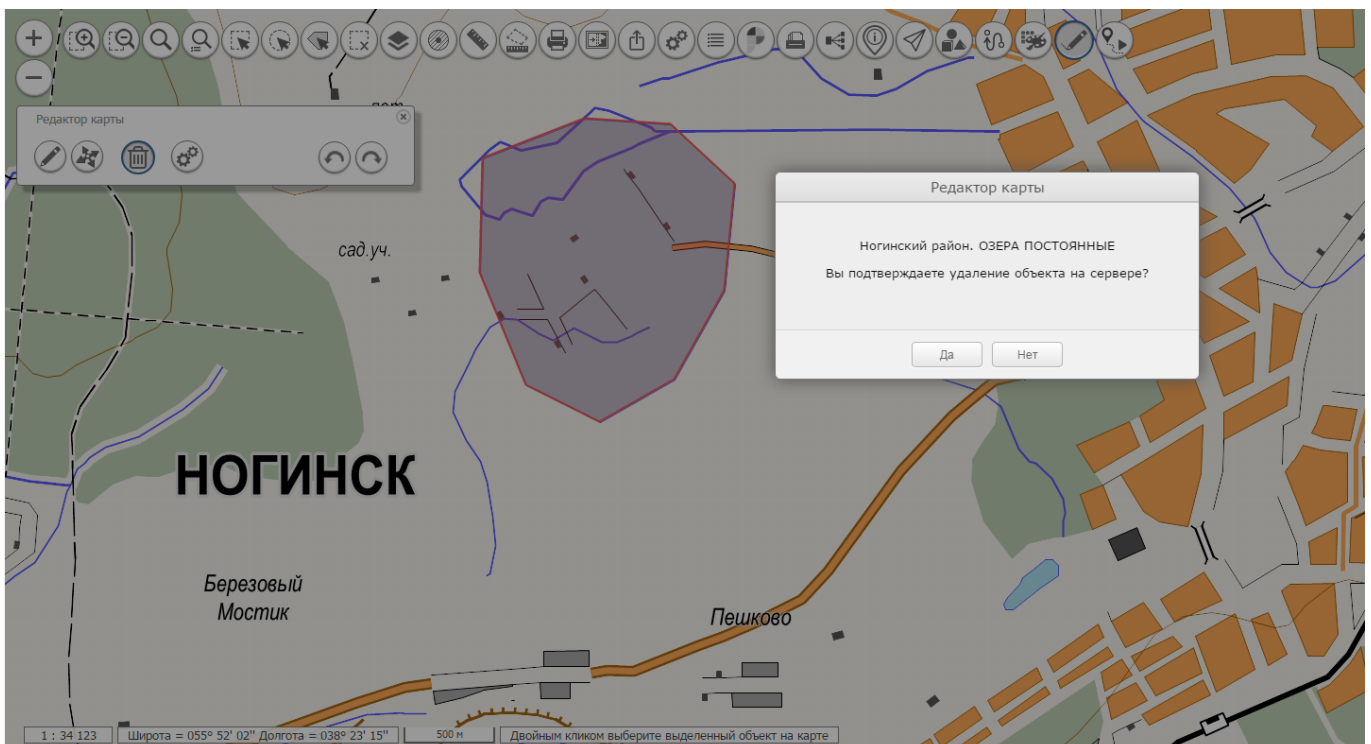 пот.
Редактор карты
сад.уч.
Редактор карты
Ногинский район. ОЗЕРА ПОСТОЯННЫЕ
Вы подтверждаете удаление объекта на сервере?
Да
Нет
НОГИНСК
Березовый
Мостик
Пешково
1 : 34 123
Широта = 055° 52' 02" Долгота = 038° 23' 15"
500 м
Двойным кликом выберите выделенный объект на карте